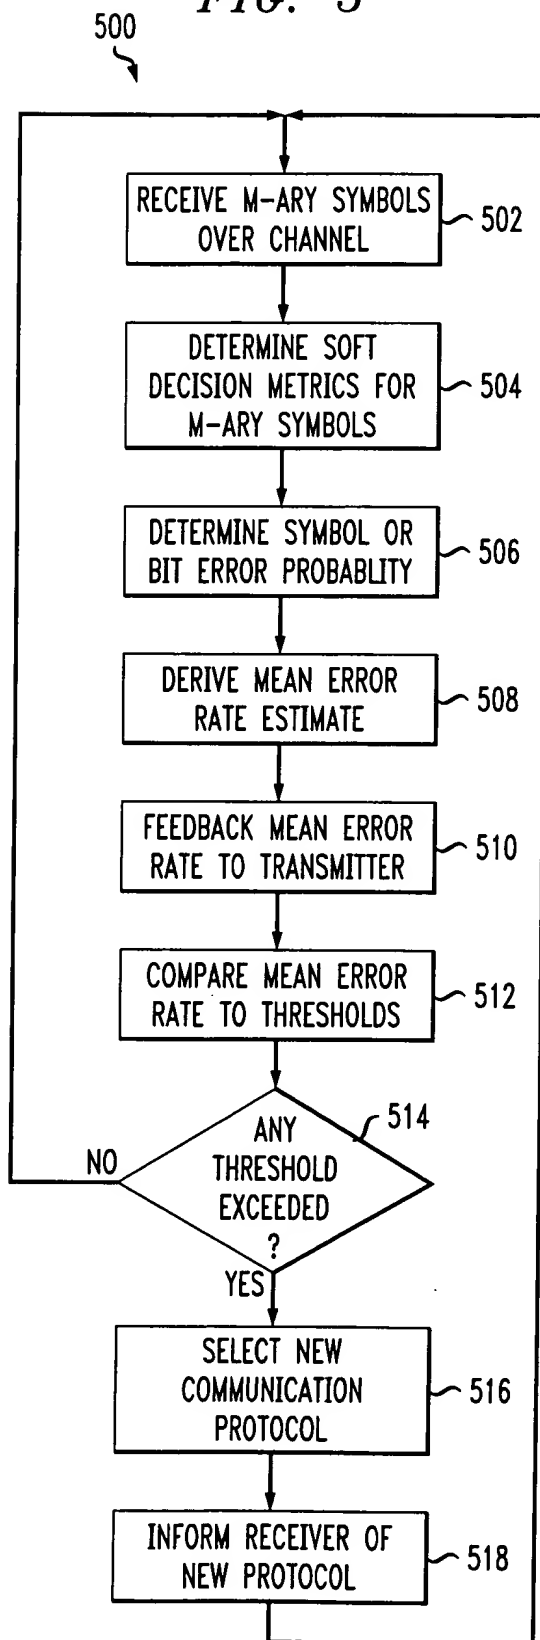 FIG. 5
500
RECEIVE M-ARY SYMBOLS
OVER CHANNEL
502
DETERMINE SOFT
DECISION METRICS FOR
M-ARY SYMBOLS
504
DETERMINE SYMBOL OR
BIT ERROR PROBABLITY
506
DERIVE MEAN ERROR
RATE ESTIMATE
508
FEEDBACK MEAN ERROR
RATE TO TRANSMITTER
510
COMPARE MEAN ERROR
RATE TO THRESHOLDS
512
ANY
THRESHOLD
EXCEEDED
?
514
NO
YES
SELECT NEW
COMMUNICATION
PROTOCOL
516
INFORM RECEIVER OF
NEW PROTOCOL
518